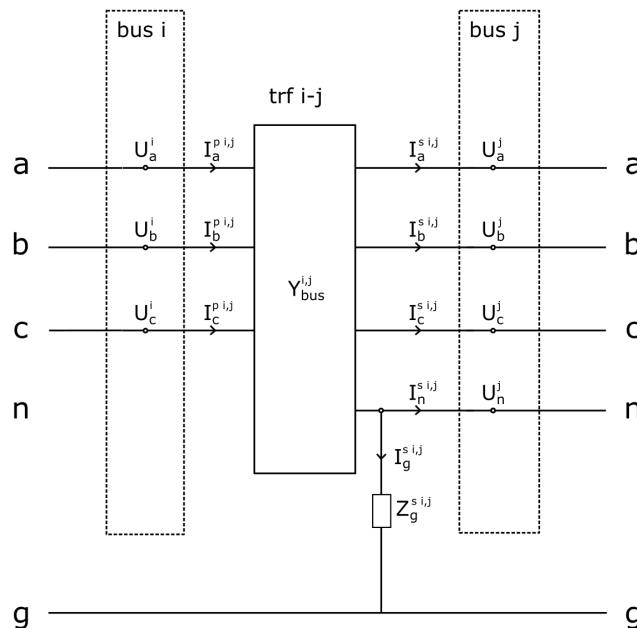 bus i
bus j
trf i-j
a U_a^i I_a^{p i,j} I_a^{s i,j} U_a^j a
b U_b^i I_b^{p i,j} I_b^{s i,j} U_b^j b
Y_bus^{i,j}
c U_c^i I_c^{p i,j} I_c^{s i,j} U_c^j c
n I_n^{s i,j} U_n^j n
I_g^{s i,j}
Z_g^{s i,j}
g g